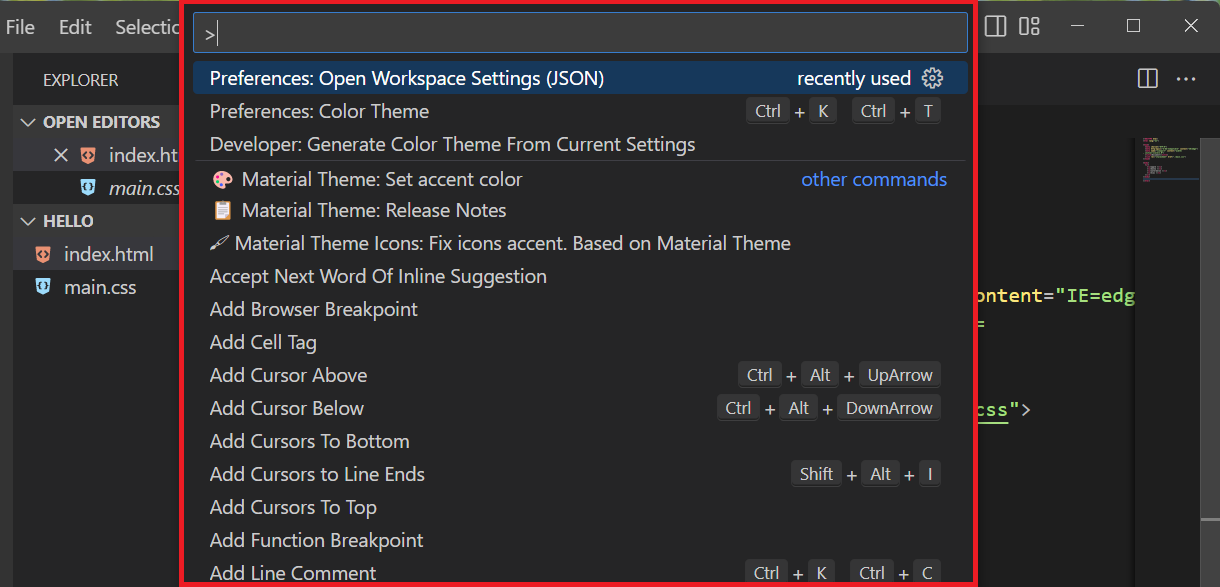 File Edit Selectio
>
EXPLORER
OPEN EDITORS
index.ht
main.css
HELLO
index.html
main.css
Preferences: Open Workspace Settings (JSON) recently used
Preferences: Color Theme Ctrl + K Ctrl + T
Developer: Generate Color Theme From Current Settings
Material Theme: Set accent color other commands
Material Theme: Release Notes
Material Theme Icons: Fix icons accent. Based on Material Theme
Accept Next Word Of Inline Suggestion
Add Browser Breakpoint
Add Cell Tag
Add Cursor Above Ctrl + Alt + UpArrow
Add Cursor Below Ctrl + Alt + DownArrow
Add Cursors To Bottom
Add Cursors to Line Ends Shift + Alt + I
Add Cursors To Top
Add Function Breakpoint
Add Line Comment Ctrl + K Ctrl + C
ontent="IE=edg
=
css">